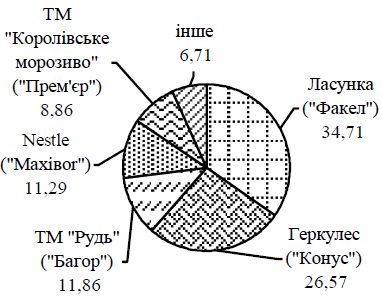 ТМ
"Королівське
морозиво"
("Прем'єр")
8,86
інше
6,71
Ласунка
("Факел")
34,71
Nestle
("Махівог")
11,29
ТМ "Рудь"
("Багор")
11,86
Геркулес
("Конус")
26,57